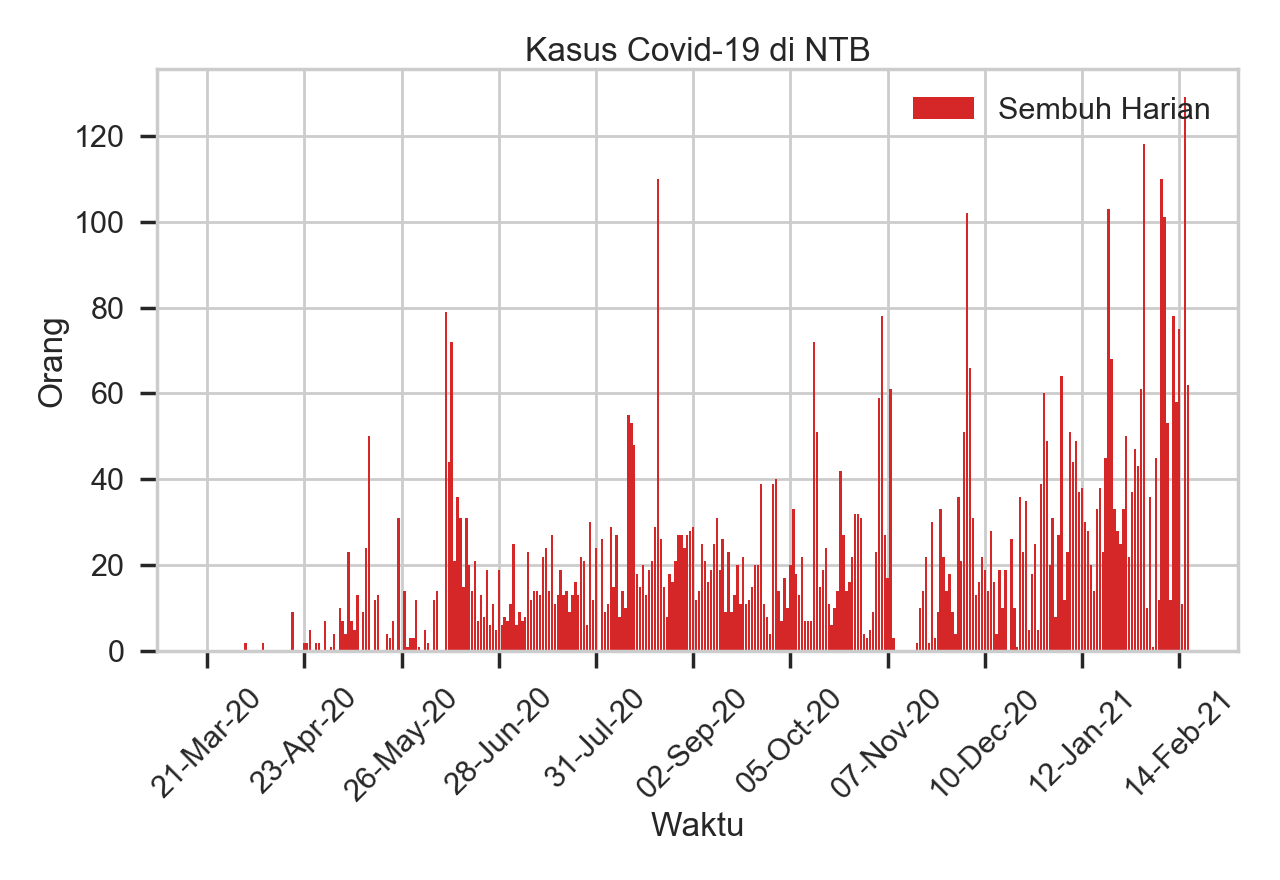 Kasus Covid-19 di NTB
Sembuh Harian
Orang
120
100
80
60
40
20
0
21-Mar-20
23-Apr-20
26-May-20
28-Jun-20
31-Jul-20
02-Sep-20
05-Oct-20
07-Nov-20
10-Dec-20
12-Jan-21
14-Feb-21
Waktu